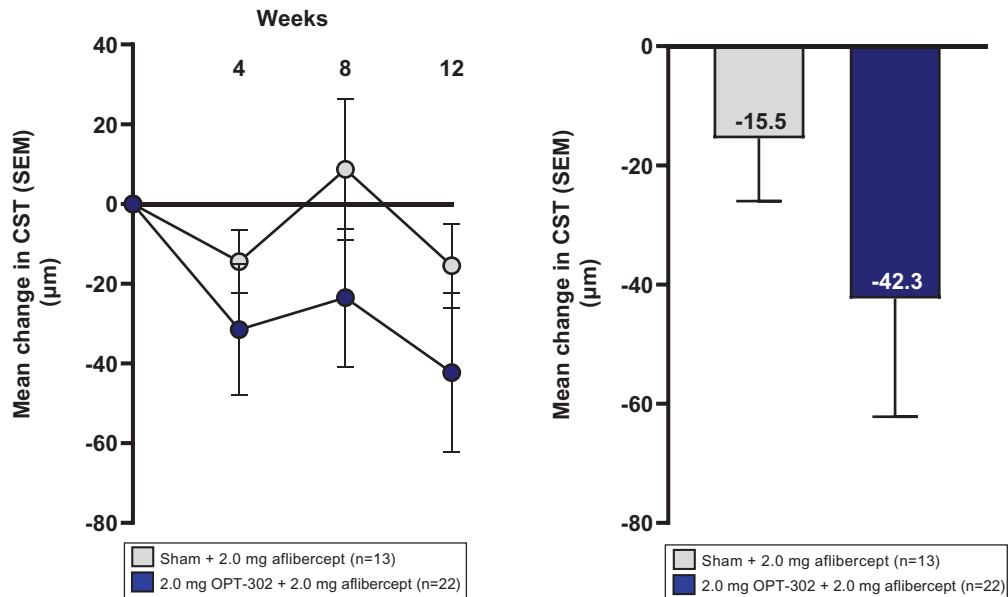 Weeks
4 8 12
Mean change in CST (SEM)
(µm)
40
20
0
-20
-40
-60
-80
Sham + 2.0 mg aflibercept (n=13)
2.0 mg OPT-302 + 2.0 mg aflibercept (n=22)
Mean change in CST (SEM)
(µm)
0
-20
-40
-60
-80
-15.5
-42.3
Sham + 2.0 mg aflibercept (n=13)
2.0 mg OPT-302 + 2.0 mg aflibercept (n=22)